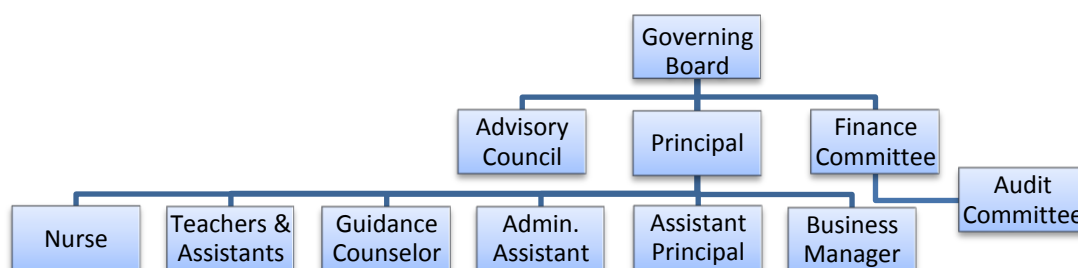 Governing
Board
Advisory
Council
Principal
Finance
Committee
Audit
Committee
Nurse
Teachers &
Assistants
Guidance
Counselor
Admin.
Assistant
Assistant
Principal
Business
Manager